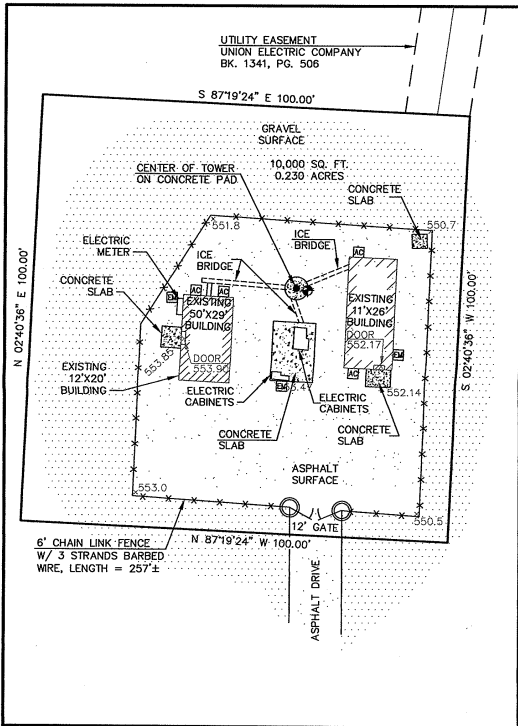 UTILITY EASEMENT
UNION ELECTRIC COMPANY
BK. 1341, PG. 506
S 87°19'24" E 100.00'
GRAVEL
SURFACE
CENTER OF TOWER
ON CONCRETE PAD
10,000 SQ. FT.
0.230 ACRES
CONCRETE
SLAB
551.8
550.7
ELECTRIC
METER
ICE
BRIDGE
ICE
BRIDGE
AC
CONCRETE
SLAB
EM
AC
AC
EXISTING
50'X29'
BUILDING
EXISTING
11'X26'
BUILDING
N 02°40'36" E 100.00'
S 02°40'36" W 100.00'
553.85
DOOR
553.90
DOOR
552.17
EM
AC
EXISTING
12'X20'
BUILDING
ELECTRIC
CABINETS
EM
ELECTRIC
CABINETS
552.14
CONCRETE
SLAB
CONCRETE
SLAB
ASPHALT
SURFACE
553.0
550.5
12' GATE
N 87°19'24" W 100.00'
6' CHAIN LINK FENCE
W/ 3 STRANDS BARBED
WIRE, LENGTH = 257'±
ASPHALT DRIVE